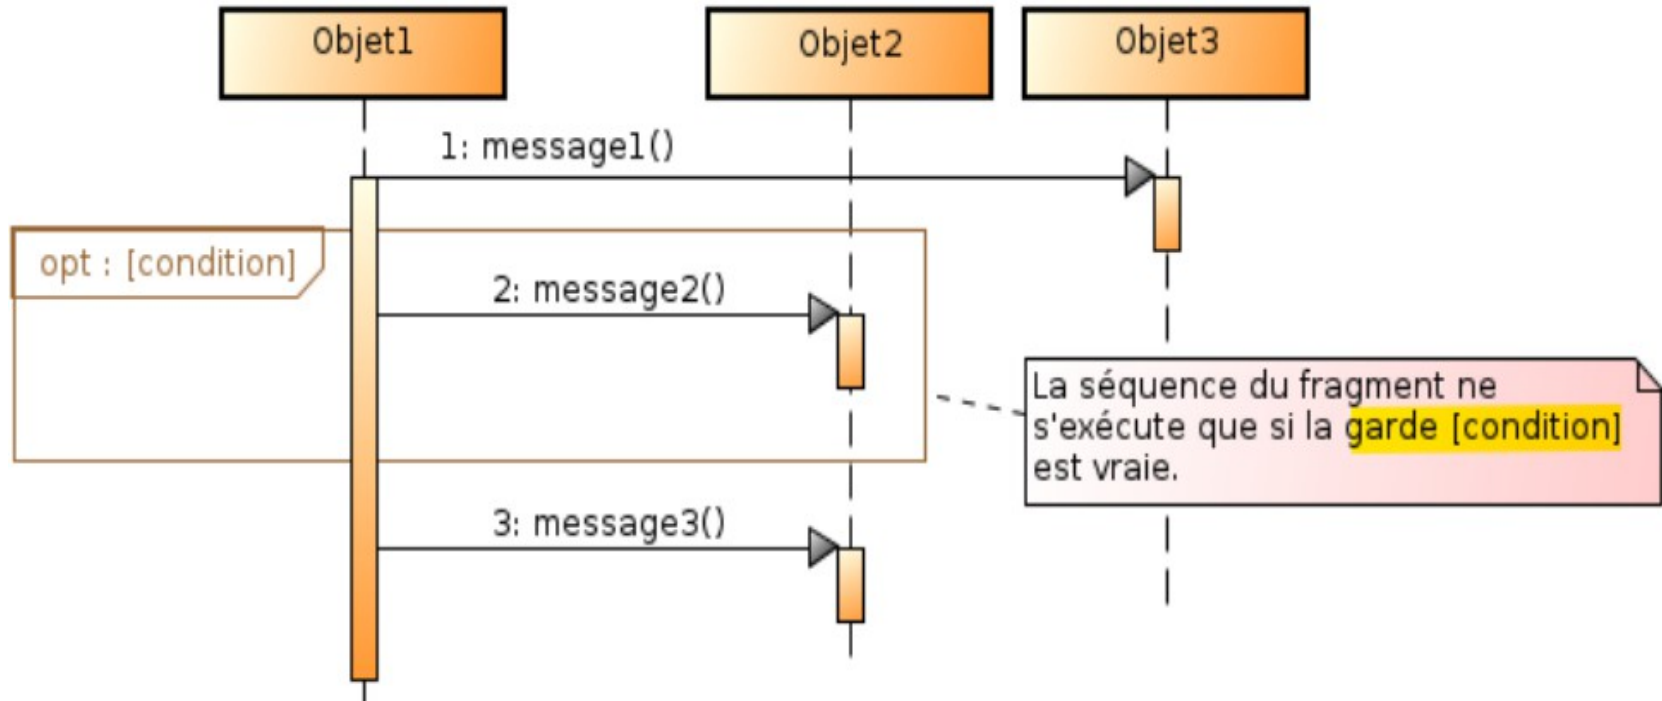 Objet1
Objet2
Objet3
1: message1()
opt : [condition]
2: message2()
La séquence du fragment ne
s'exécute que si la garde [condition]
est vraie.
3: message3()